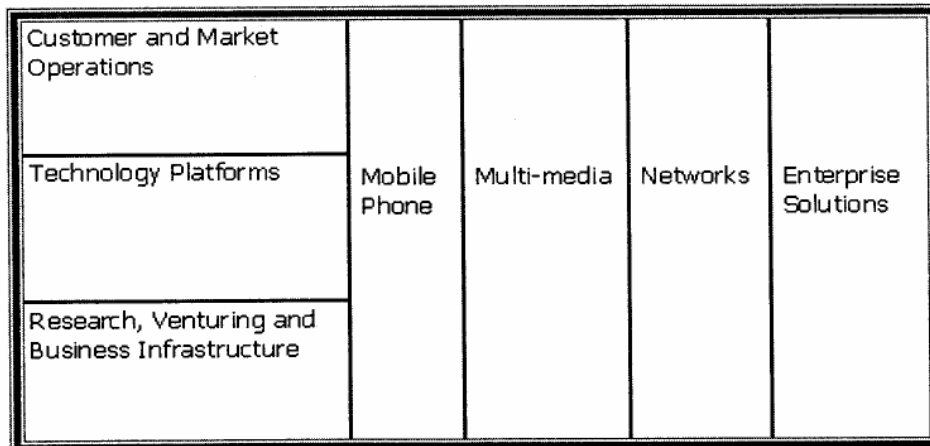 Customer and Market
Operations
Technology Platforms
Mobile
Phone
Multi-media
Networks
Enterprise
Solutions
Research, Venturing and
Business Infrastructure